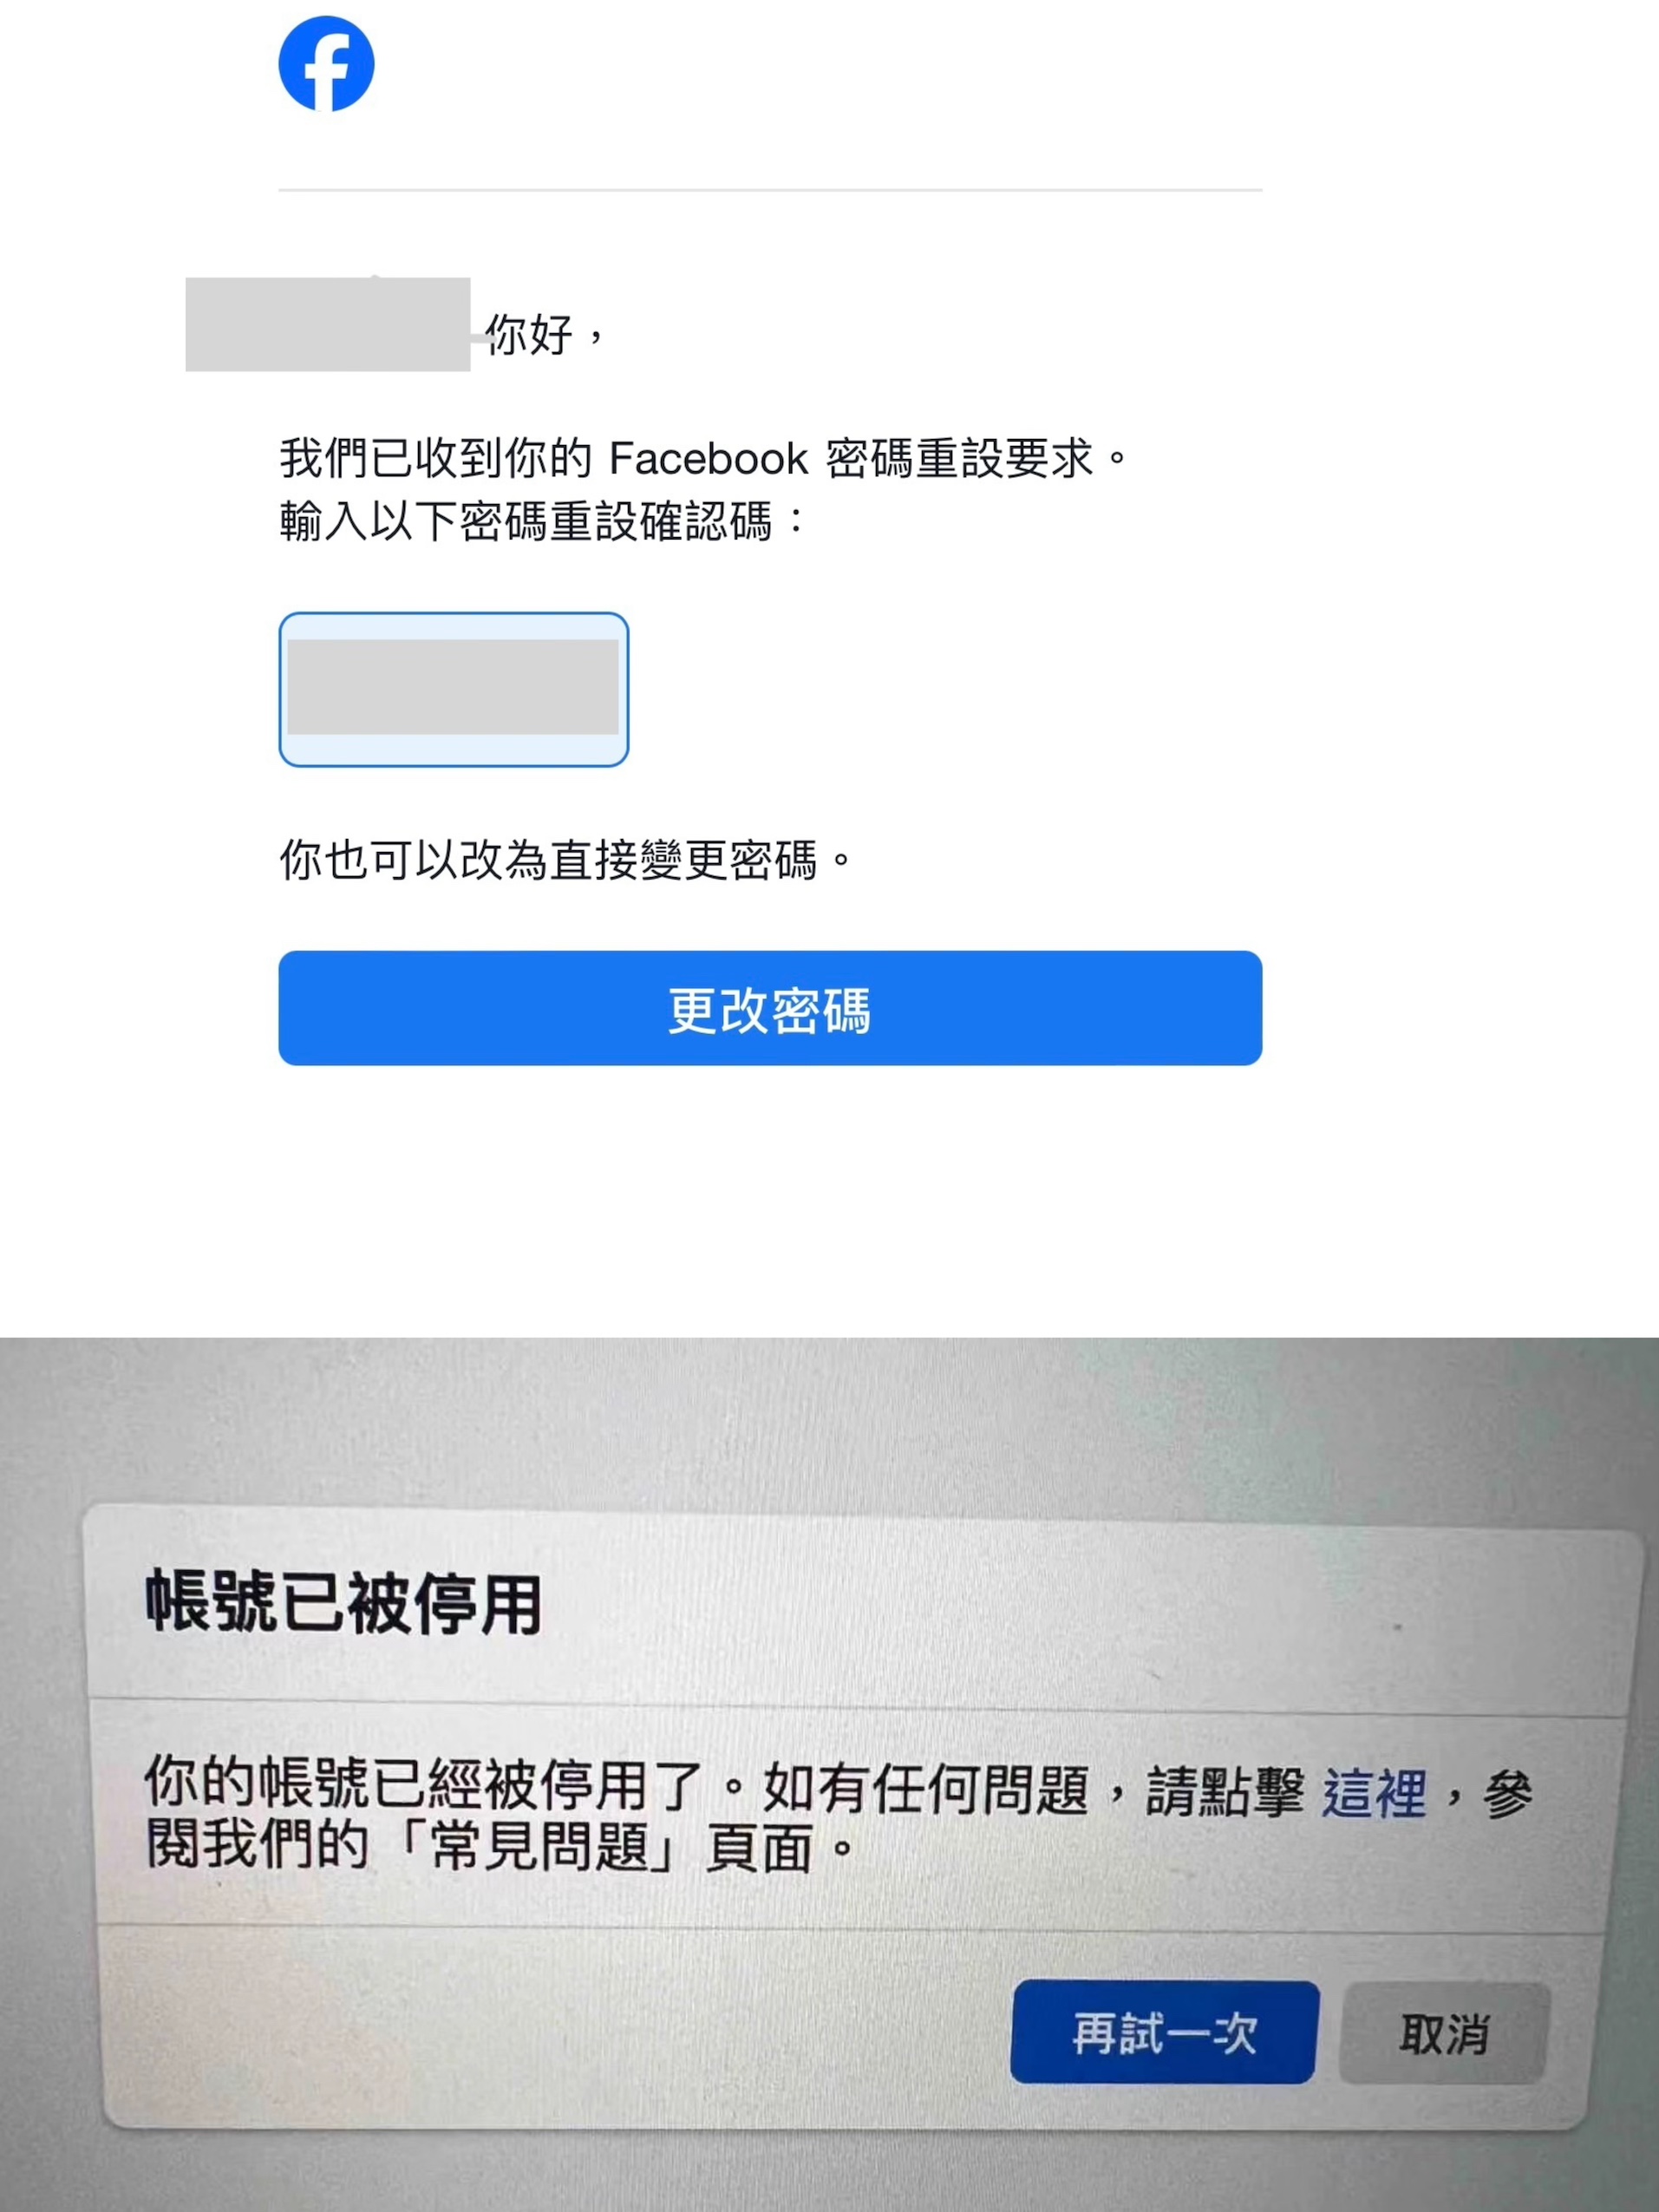 你好，
我們已收到你的 Facebook 密碼重設要求。
輸入以下密碼重設確認碼：
你也可以改為直接變更密碼。
更改密碼
帳號已被停用
你的帳號已經被停用了。如有任何問題，請點擊 這裡，參
閱我們的「常見問題」頁面。
再試一次
取消